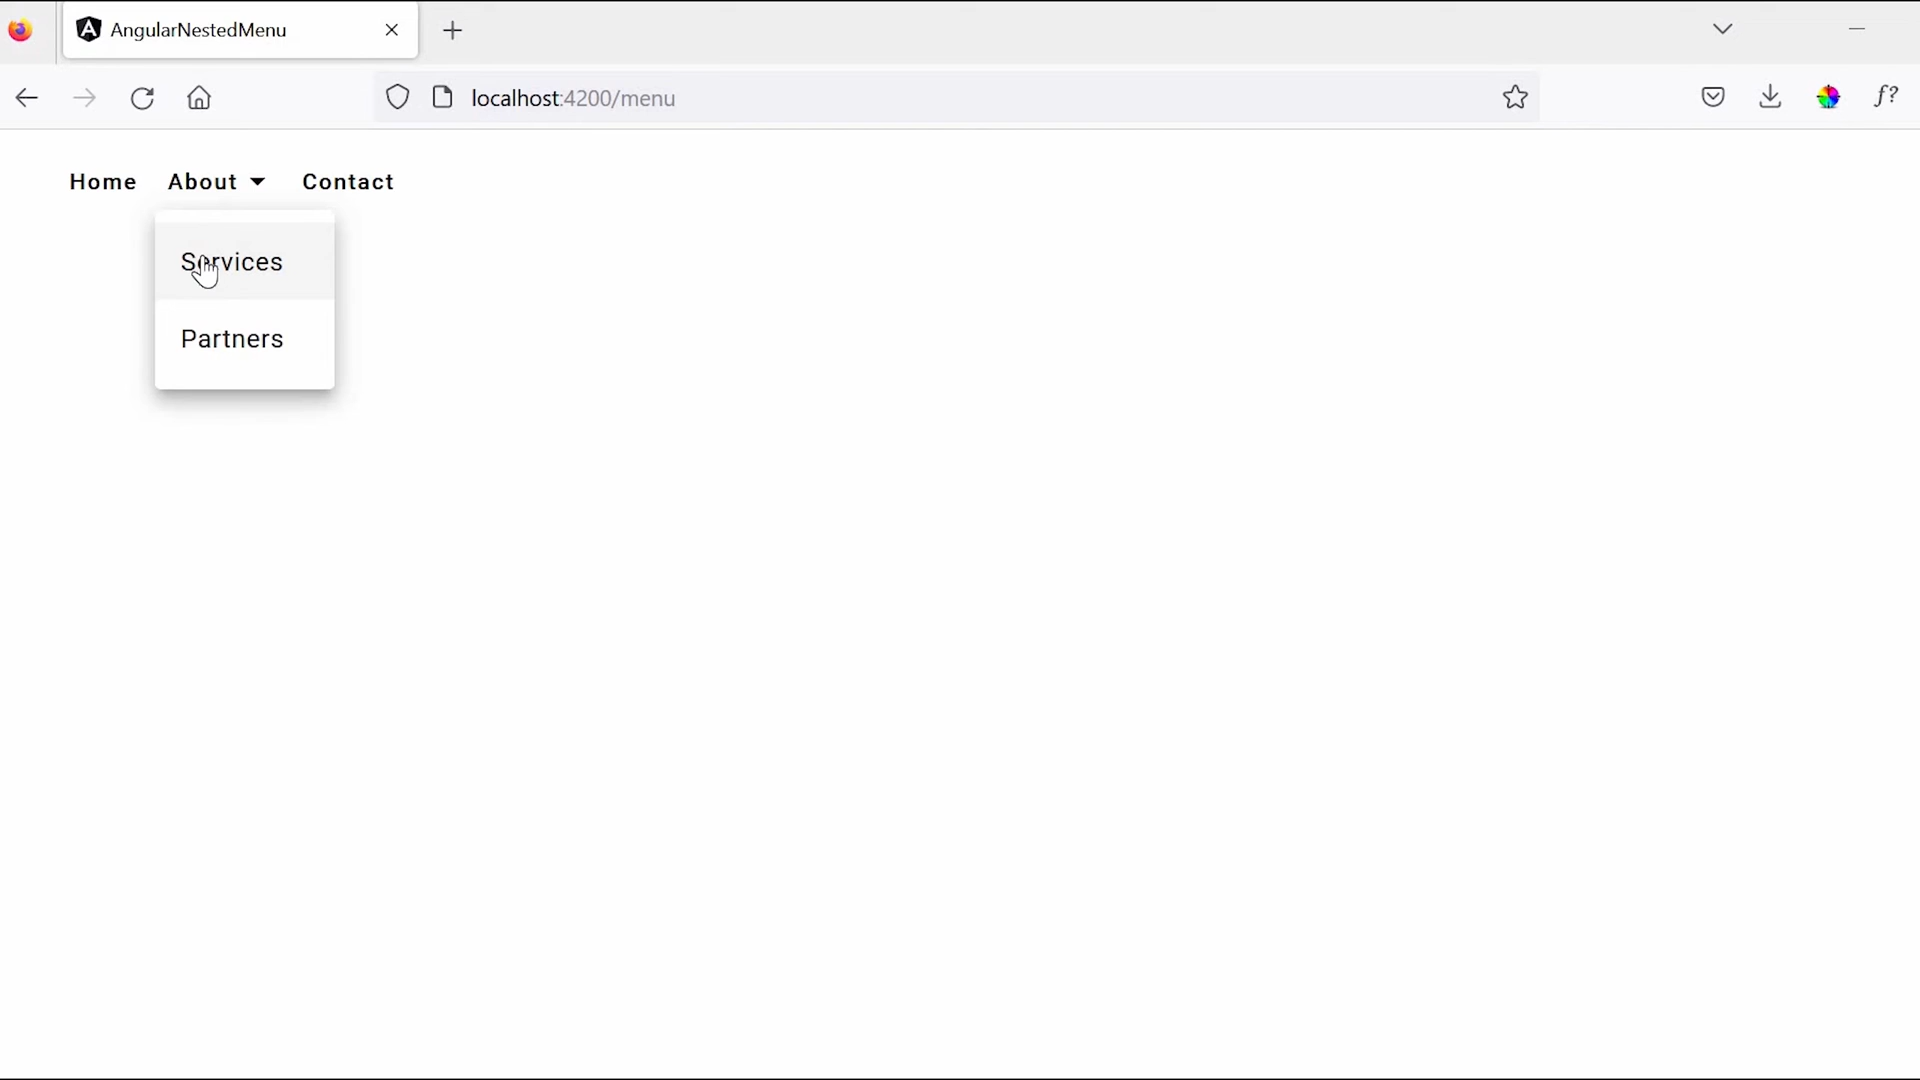 AngularNestedMenu
localhost:4200/menu
f?
Home About Contact
Services
Partners